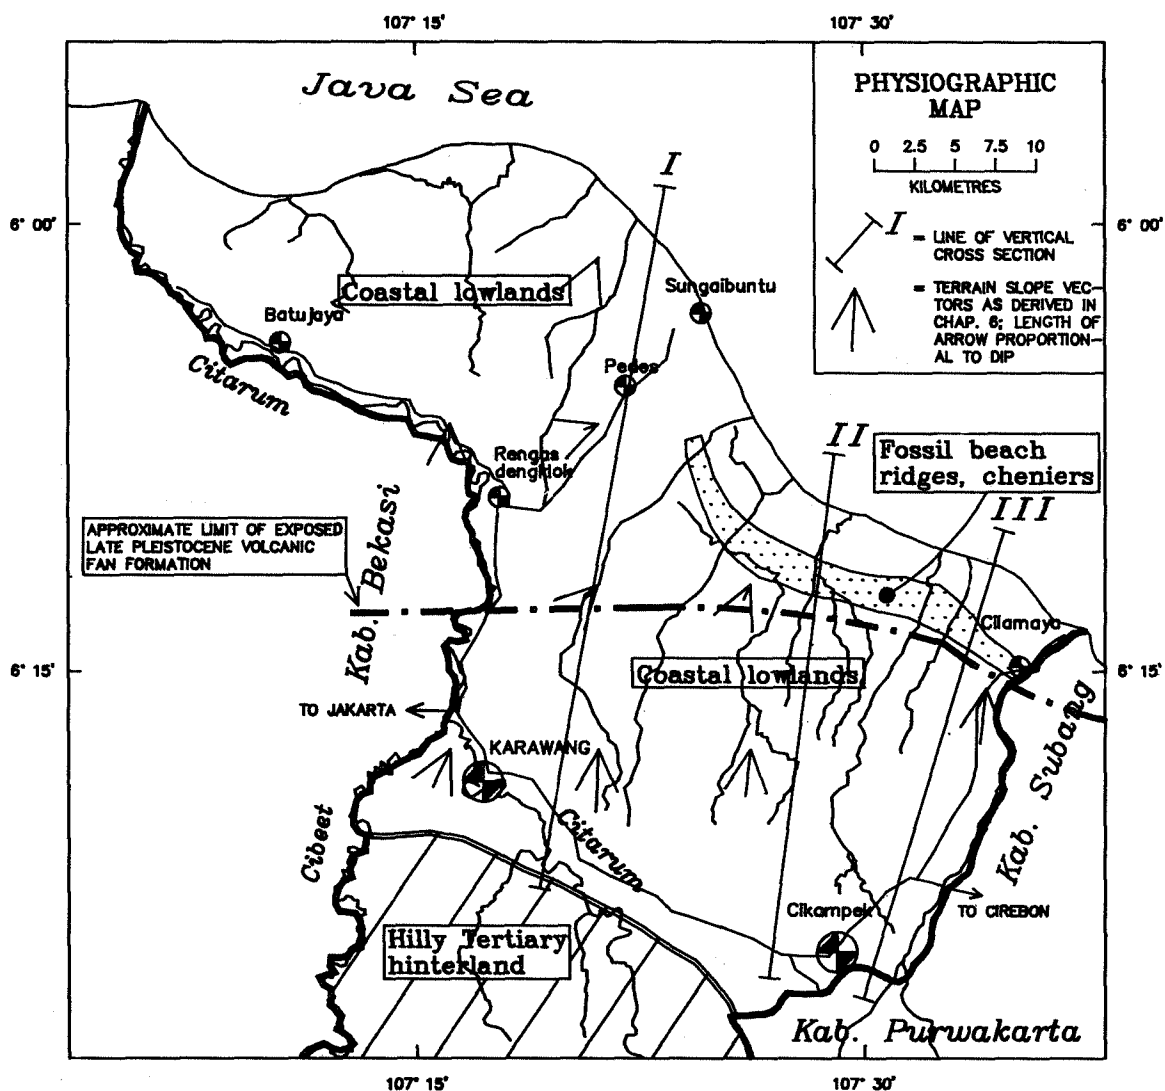 107° 15'
107° 30'
Java Sea
PHYSIOGRAPHIC
MAP
0 2.5 5 7.5 10
KILOMETRES
I
= LINE OF VERTICAL
CROSS SECTION
= TERRAIN SLOPE VEC-
TORS AS DERIVED IN
CHAP. 6; LENGTH OF
ARROW PROPORTION-
AL TO DIP
I
6° 00'
6° 00'
Coastal lowlands
Sungaibuntu
Batujaya
Pedes
Citarum
II
Fossil beach
ridges, cheniers
Rengas
dengklok
III
APPROXIMATE LIMIT OF EXPOSED
LATE PLEISTOCENE VOLCANIC
FAN FORMATION
Kab. Bekasi
Cilamaya
6° 15'
6° 15'
Coastal lowlands
TO JAKARTA
KARAWANG
Kab. Subang
Cibeet
Citarum
Cikampek
TO CIREBON
Hilly Tertiary
hinterland
Kab. Purwakarta
107° 15'
107° 30'